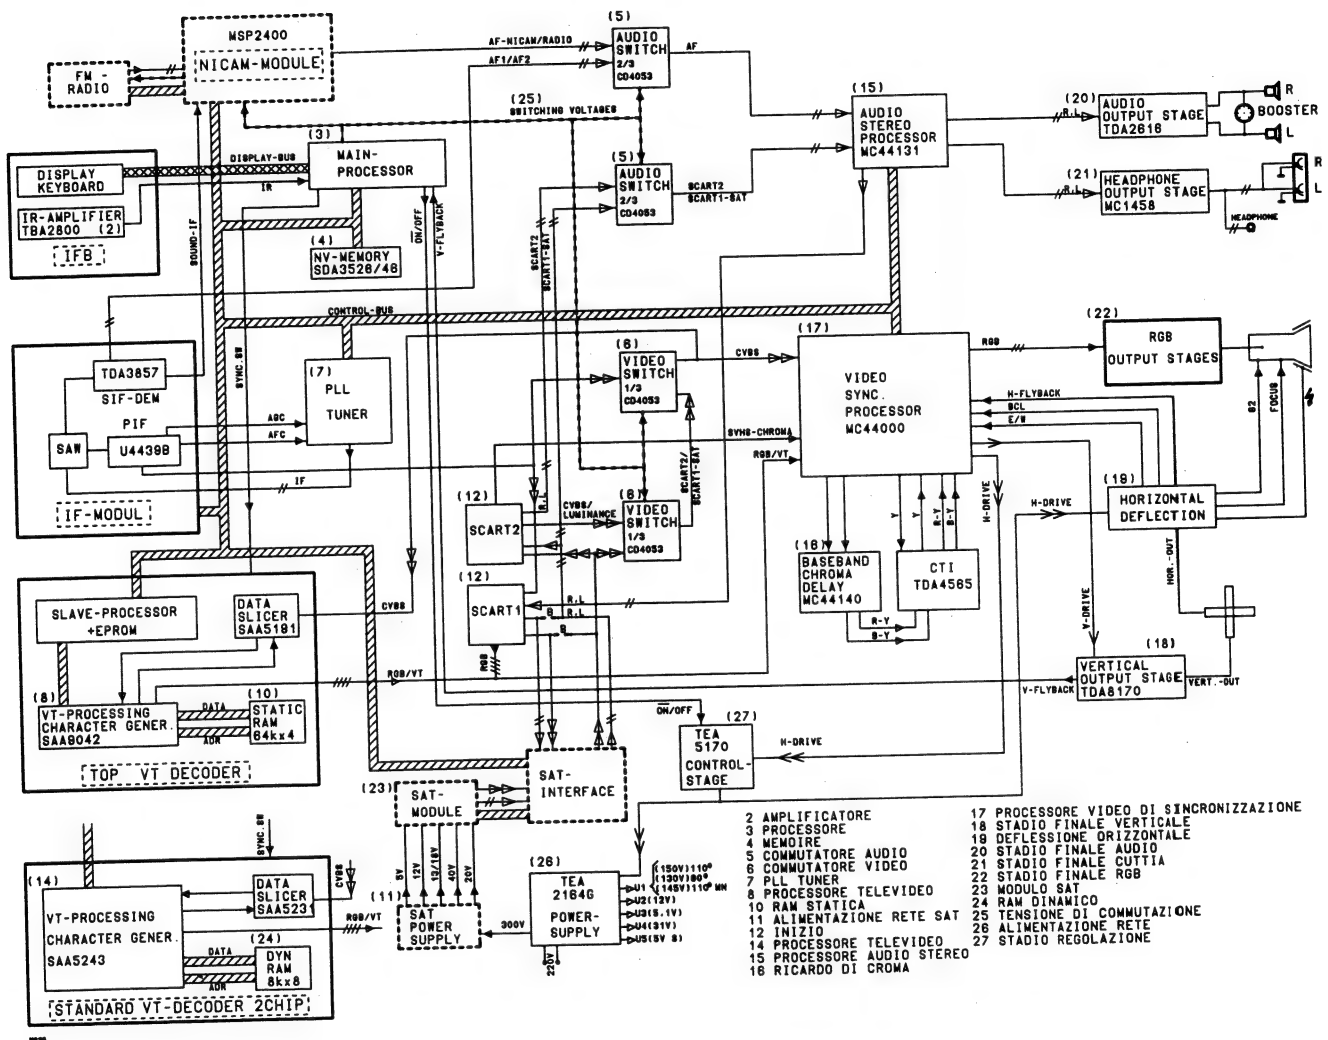 MSP2400
NICAM-MODULE
FM -
RADIO
(5)
AUDIO
SWITCH
2/3
CD4053
AF-NICAM/RADIO
AF
AF1/AF2
(25)
SWITCHING VOLTAGES
(3)
MAIN-
PROCESSOR
DISPLAY-BUS
IR
DISPLAY
KEYBOARD
IR-AMPLIFIER
TBA2800 (2)
IFB
SOUND-IF
(4)
NV-MEMORY
SDA3526/46
ON/OFF
V-FLYBACK
(5)
AUDIO
SWITCH
2/3
CD4053
SCART2
SCART1-SAT
SCART2
SCART1-SAT
(15)
AUDIO
STEREO
PROCESSOR
MC44131
(20)
AUDIO
OUTPUT STAGE
TDA2616
R.L
R
BOOSTER
L
(21)
HEADPHONE
OUTPUT STAGE
MC1458
R.L
R
L
HEADPHONE
CONTROL-BUS
SYNC.SW
TDA3857
SIF-DEM
PIF
U4439B
SAW
IF-MODUL
AGC
AFC
IF
(7)
PLL
TUNER
(6)
VIDEO
SWITCH
1/3
CD4053
CVBS
SVHS-CHROMA
RGB/VT
SCART2/
SCART1-SAT
(17)
VIDEO
SYNC.
PROCESSOR
MC44000
RGB
(22)
RGB
OUTPUT STAGES
H-FLYBACK
BCL
E/W
G2
FOCUS
(12)
SCART2
R,L
CVBS/
LUMINANCE
(6)
VIDEO
SWITCH
1/3
CD4053
(12)
SCART1
R,L
R,L
B
B
RGB
Y
Y
R-Y
B-Y
H-DRIVE
(16)
BASEBAND
CHROMA
DELAY
MC44140
CTI
TDA4565
R-Y
B-Y
H-DRIVE
(19)
HORIZONTAL
DEFLECTION
HOR.-OUT
V-DRIVE
(18)
VERTICAL
OUTPUT STAGE
TDA8170
VERT.-OUT
V-FLYBACK
SLAVE-PROCESSOR
+EPROM
DATA
SLICER
SAA5191
CVBS
RGB/VT
(8)
VT-PROCESSING
CHARACTER GENER.
SAA9042
DATA
ADR
(10)
STATIC
RAM
64kx4
TOP VT DECODER
ON/OFF
(27)
TEA
5170
CONTROL-
STAGE
H-DRIVE
SAT-
INTERFACE
(23)
SAT-
MODULE
5V
12V
13/18V
40V
20V
(11)
SAT
POWER
SUPPLY
300V
(26)
TEA
2164G
POWER-
SUPPLY
220V
U1
(150V)110°
(130V)90°
(145V)110° MN
U2(12V)
U3(5.1V)
U4(31V)
U5(5V S)
SYNC.SW
CVBS
(14)
VT-PROCESSING
CHARACTER GENER.
SAA5243
DATA
SLICER
SAA5231
RGB/VT
(24)
DYN
RAM
8kx8
DATA
ADR
STANDARD VT-DECODER 2CHIP
2 AMPLIFICATORE
3 PROCESSORE
4 MEMOIRE
5 COMMUTATORE AUDIO
6 COMMUTATORE VIDEO
7 PLL TUNER
8 PROCESSORE TELEVIDEO
10 RAM STATICA
11 ALIMENTAZIONE RETE SAT
12 INIZIO
14 PROCESSORE TELEVIDEO
15 PROCESSORE AUDIO STEREO
16 RICARDO DI CROMA
17 PROCESSORE VIDEO DI SINCRONIZZAZIONE
18 STADIO FINALE VERTICALE
19 DEFLESSIONE ORIZZONTALE
20 STADIO FINALE AUDIO
21 STADIO FINALE CUTTIA
22 STADIO FINALE RGB
23 MODULO SAT
24 RAM DINAMICO
25 TENSIONE DI COMMUTAZIONE
26 ALIMENTAZIONE RETE
27 STADIO REGOLAZIONE